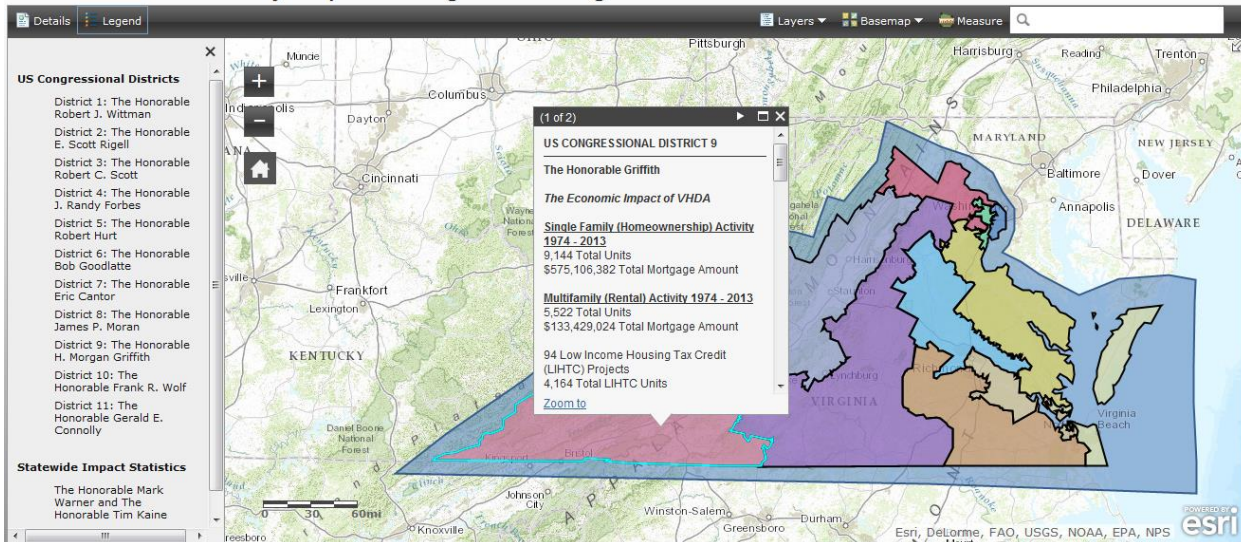 Details
Legend
Layers
Basemap
Measure
US Congressional Districts
District 1: The Honorable
Robert J. Wittman
District 2: The Honorable
E. Scott Rigell
District 3: The Honorable
Robert C. Scott
District 4: The Honorable
J. Randy Forbes
District 5: The Honorable
Robert Hurt
District 6: The Honorable
Bob Goodlatte
District 7: The Honorable
Eric Cantor
District 8: The Honorable
James P. Moran
District 9: The Honorable
H. Morgan Griffith
District 10: The
Honorable Frank R. Wolf
District 11: The
Honorable Gerald E.
Connolly
Statewide Impact Statistics
The Honorable Mark
Warner and The
Honorable Tim Kaine
(1 of 2)
US CONGRESSIONAL DISTRICT 9
The Honorable Griffith
The Economic Impact of VHDA
Single Family (Homeownership) Activity
1974 - 2013
9,144 Total Units
$575,106,382 Total Mortgage Amount
Multifamily (Rental) Activity 1974 - 2013
5,522 Total Units
$133,429,024 Total Mortgage Amount
94 Low Income Housing Tax Credit
(LIHTC) Projects
4,164 Total LIHTC Units
Zoom to
Pittsburgh
Harrisburg
Reading
Trenton
Muncie
Columbus
Philadelphia
Dayton
MARYLAND
NEW JERSEY
Cincinnati
Baltimore
Dover
Annapolis
DELAWARE
Frankfort
Lexington
KENTUCKY
Lynchburg
VIRGINIA
Virginia
Beach
Daniel Boone
National
Forest
Kingsport
Bristol
Clinch
Johnson
City
Knoxville
Winston-Salem
Greensboro
Durham
Roanoke
0 30 60mi
Esri, DeLorme, FAO, USGS, NOAA, EPA, NPS
POWERED BY
esri